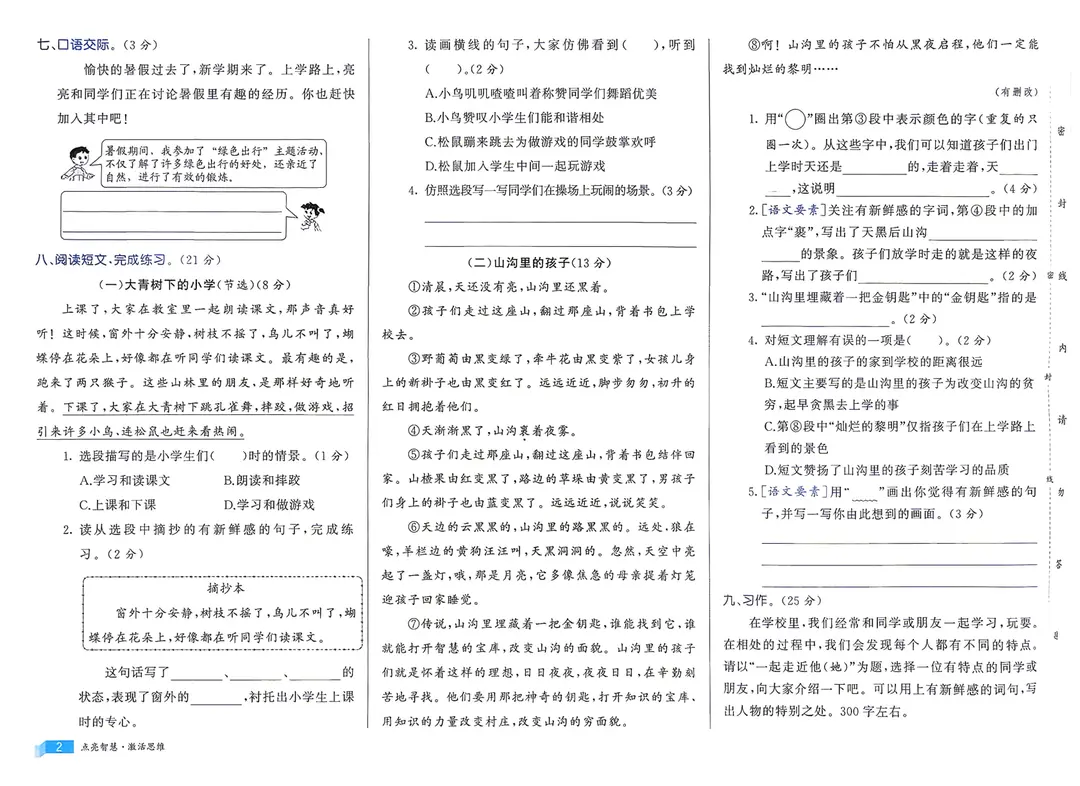 七、口语交际。(3 分)
愉快的暑假过去了,新学期来了。上学路上,亮
亮和同学们正在讨论暑假里有趣的经历。你也赶快
加入其中吧!
暑假期间,我参加了“绿色出行”主题活动,
不仅了解了许多绿色出行的好处,还亲近了
自然、进行了有效的锻炼。
八、阅读短文,完成练习。(21 分)
(一)大青树下的小学(节选)(8分)
上课了,大家在教室里一起朗读课文,那声音真好
听!这时候,窗外十分安静,树枝不摇了,鸟儿不叫了,蝴
蝶停在花朵上,好像都在听同学们读课文。最有趣的是,
跑来了两只猴子。这些山林里的朋友,是那样好奇地听
着。下课了,大家在大青树下跳孔雀舞,摔跤,做游戏,招
引来许多小鸟,连松鼠也赶来看热闹。
1. 选段描写的是小学生们( )时的情景。(1 分)
A.学习和读课文 B.朗读和摔跤
C.上课和下课 D.学习和做游戏
2. 读从选段中摘抄的有新鲜感的句子,完成练
习。(2 分)
摘抄本
窗外十分安静,树枝不摇了,鸟儿不叫了,蝴
蝶停在花朵上,好像都在听同学们读课文。
这句话写了______、______、______的
状态,表现了窗外的______,衬托出小学生上课
时的专心。
2 点亮智慧·激活思维
3. 读画横线的句子,大家仿佛看到( ),听到
( )。(2 分)
A.小鸟叽叽喳喳叫着称赞同学们舞蹈优美
B.小鸟赞叹小学生们能和谐相处
C.松鼠蹦来跳去为做游戏的同学鼓掌欢呼
D.松鼠加入学生中间一起玩游戏
4. 仿照选段写一写同学们在操场上玩闹的场景。(3 分)
(二)山沟里的孩子(13 分)
①清晨,天还没有亮,山沟里还黑着。
②孩子们走过这座山,翻过那座山,背着书包上学
校去。
③野葡萄由黑变绿了,牵牛花由黑变紫了,女孩儿身
上的新褂子也由黑变红了。远远近近,脚步匆匆,初升的
红日拥抱着他们。
④天渐渐黑了,山沟裹着夜雾。
⑤孩子们走过那座山,翻过这座山,背着书包结伴回
家。山楂果由红变黑了,路边的草垛由黄变黑了,男孩子
们身上的褂子也由蓝变黑了。远远近近,说说笑笑。
⑥天边的云黑黑的,山沟里的路黑黑的。远处,狼在
嚎,羊栏边的黄狗汪汪叫,天黑洞洞的。忽然,天空中亮
起了一盏灯,哦,那是月亮,它多像焦急的母亲提着灯笼
迎孩子回家睡觉。
⑦传说,山沟里埋藏着一把金钥匙,谁能找到它,谁
就能打开智慧的宝库,改变山沟的面貌。山沟里的孩子
们就是怀着这样的理想,日日夜夜,夜夜日日,在辛勤刻
苦地寻找。他们要用那把神奇的钥匙,打开知识的宝库,
用知识的力量改变村庄,改变山沟的穷面貌。
⑧啊!山沟里的孩子不怕从黑夜启程,他们一定能
找到灿烂的黎明……
(有删改)
1. 用“○”圈出第③段中表示颜色的字(重复的只
圈一次)。从这些字中,我们可以知道孩子们出门
上学时天还是________的,走着走着,天________
____,这说明________________。(4 分)
2.[语文要素]关注有新鲜感的字词,第④段中的加
点字“裹”,写出了天黑后山沟____________
______的景象。孩子们放学时走的就是这样的夜
路,写出了孩子们____________。(2 分)
3.“山沟里埋藏着一把金钥匙”中的“金钥匙”指的是
________________。(2 分)
4. 对短文理解有误的一项是( )。(2 分)
A.山沟里的孩子的家到学校的距离很远
B.短文主要写的是山沟里的孩子为改变山沟的贫
穷,起早贪黑去上学的事
C.第⑧段中“灿烂的黎明”仅指孩子们在上学路上
看到的景色
D.短文赞扬了山沟里的孩子刻苦学习的品质
5.[语文要素]用“﹏﹏”画出你觉得有新鲜感的句
子,并写一写你由此想到的画面。(3 分)
九、习作。(25 分)
在学校里,我们经常和同学或朋友一起学习,玩耍。
在相处的过程中,我们会发现每个人都有不同的特点。
请以“一起走近他(她)”为题,选择一位有特点的同学或
朋友,向大家介绍一下吧。可以用上有新鲜感的词句,写
出人物的特别之处。300 字左右。
密
封
线
内
请
勿
答
密
封
线